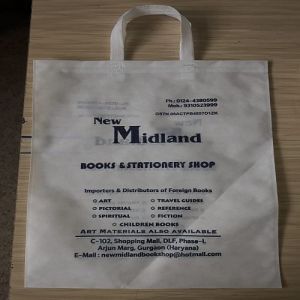 Ph.: 0124-4380599
Mob.: 9310523999
New
Midland
BOOKS & STATIONERY SHOP
Importers & Distributors of Foreign Books
ART
TRAVEL GUIDES
PICTORIAL
REFERENCE
SPIRITUAL
FICTION
CHILDREN BOOKS
ART MATERIALS ALSO AVAILABLE
C-102, Shopping Mall, DLF, Phase-I,
Arjun Marg, Gurgaon (Haryana)
E-Mail : newmidlandbookshop@hotmail.com